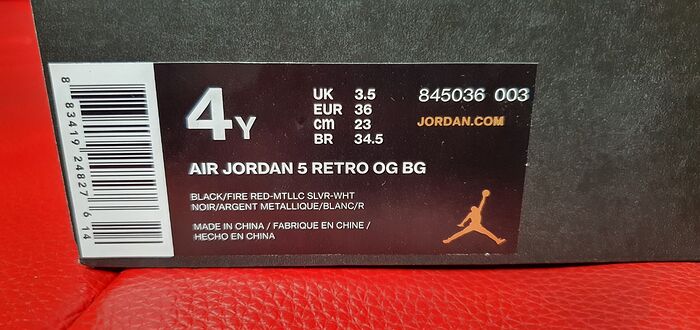 8 83419 24827 6 14
4Y
UK 3.5
EUR 36
cm 23
BR 34.5
845036 003
JORDAN.COM
AIR JORDAN 5 RETRO OG BG
BLACK/FIRE RED-MTLLC SLVR-WHT
NOIR/ARGENT METALLIQUE/BLANC/R
MADE IN CHINA / FABRIQUE EN CHINE /
HECHO EN CHINA